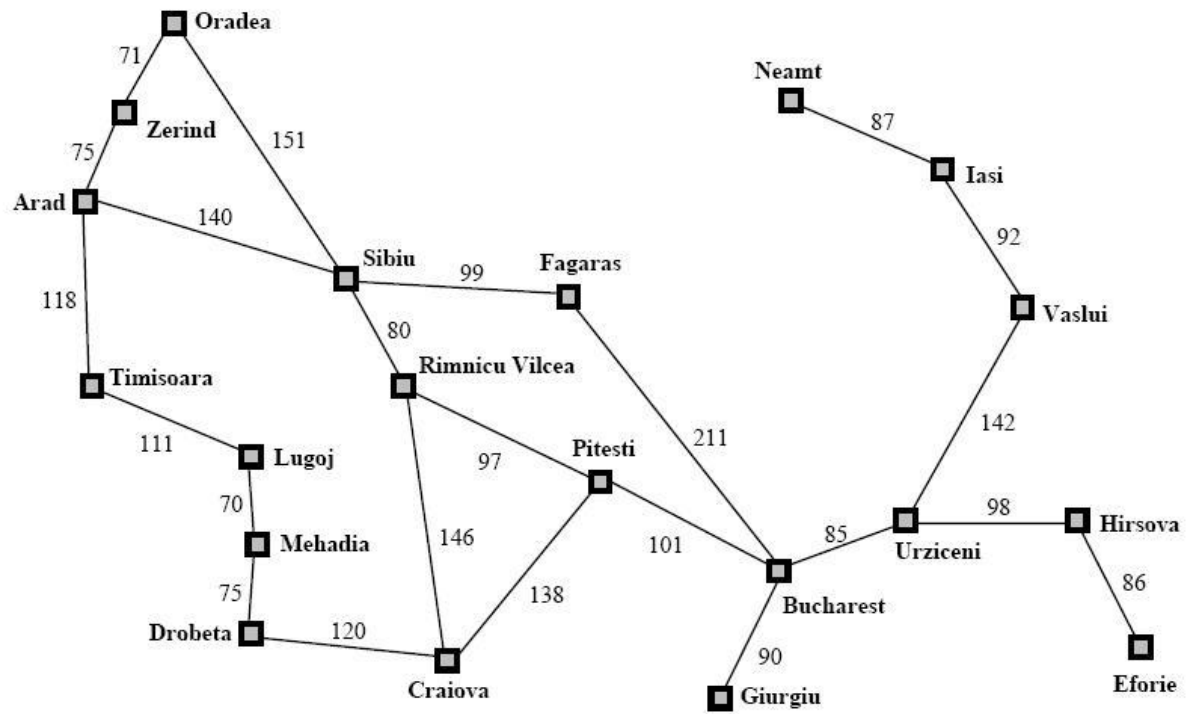 Oradea
71
Neamt
Zerind
87
151
75
Iasi
Arad
140
92
Sibiu
Fagaras
99
118
Vaslui
80
Timisoara
Rimnicu Vilcea
142
111
211
Lugoj
97
Pitesti
70
98
Hirsova
146
101
85
Urziceni
Mehadia
86
75
138
Bucharest
Drobeta
120
90
Craiova
Giurgiu
Eforie